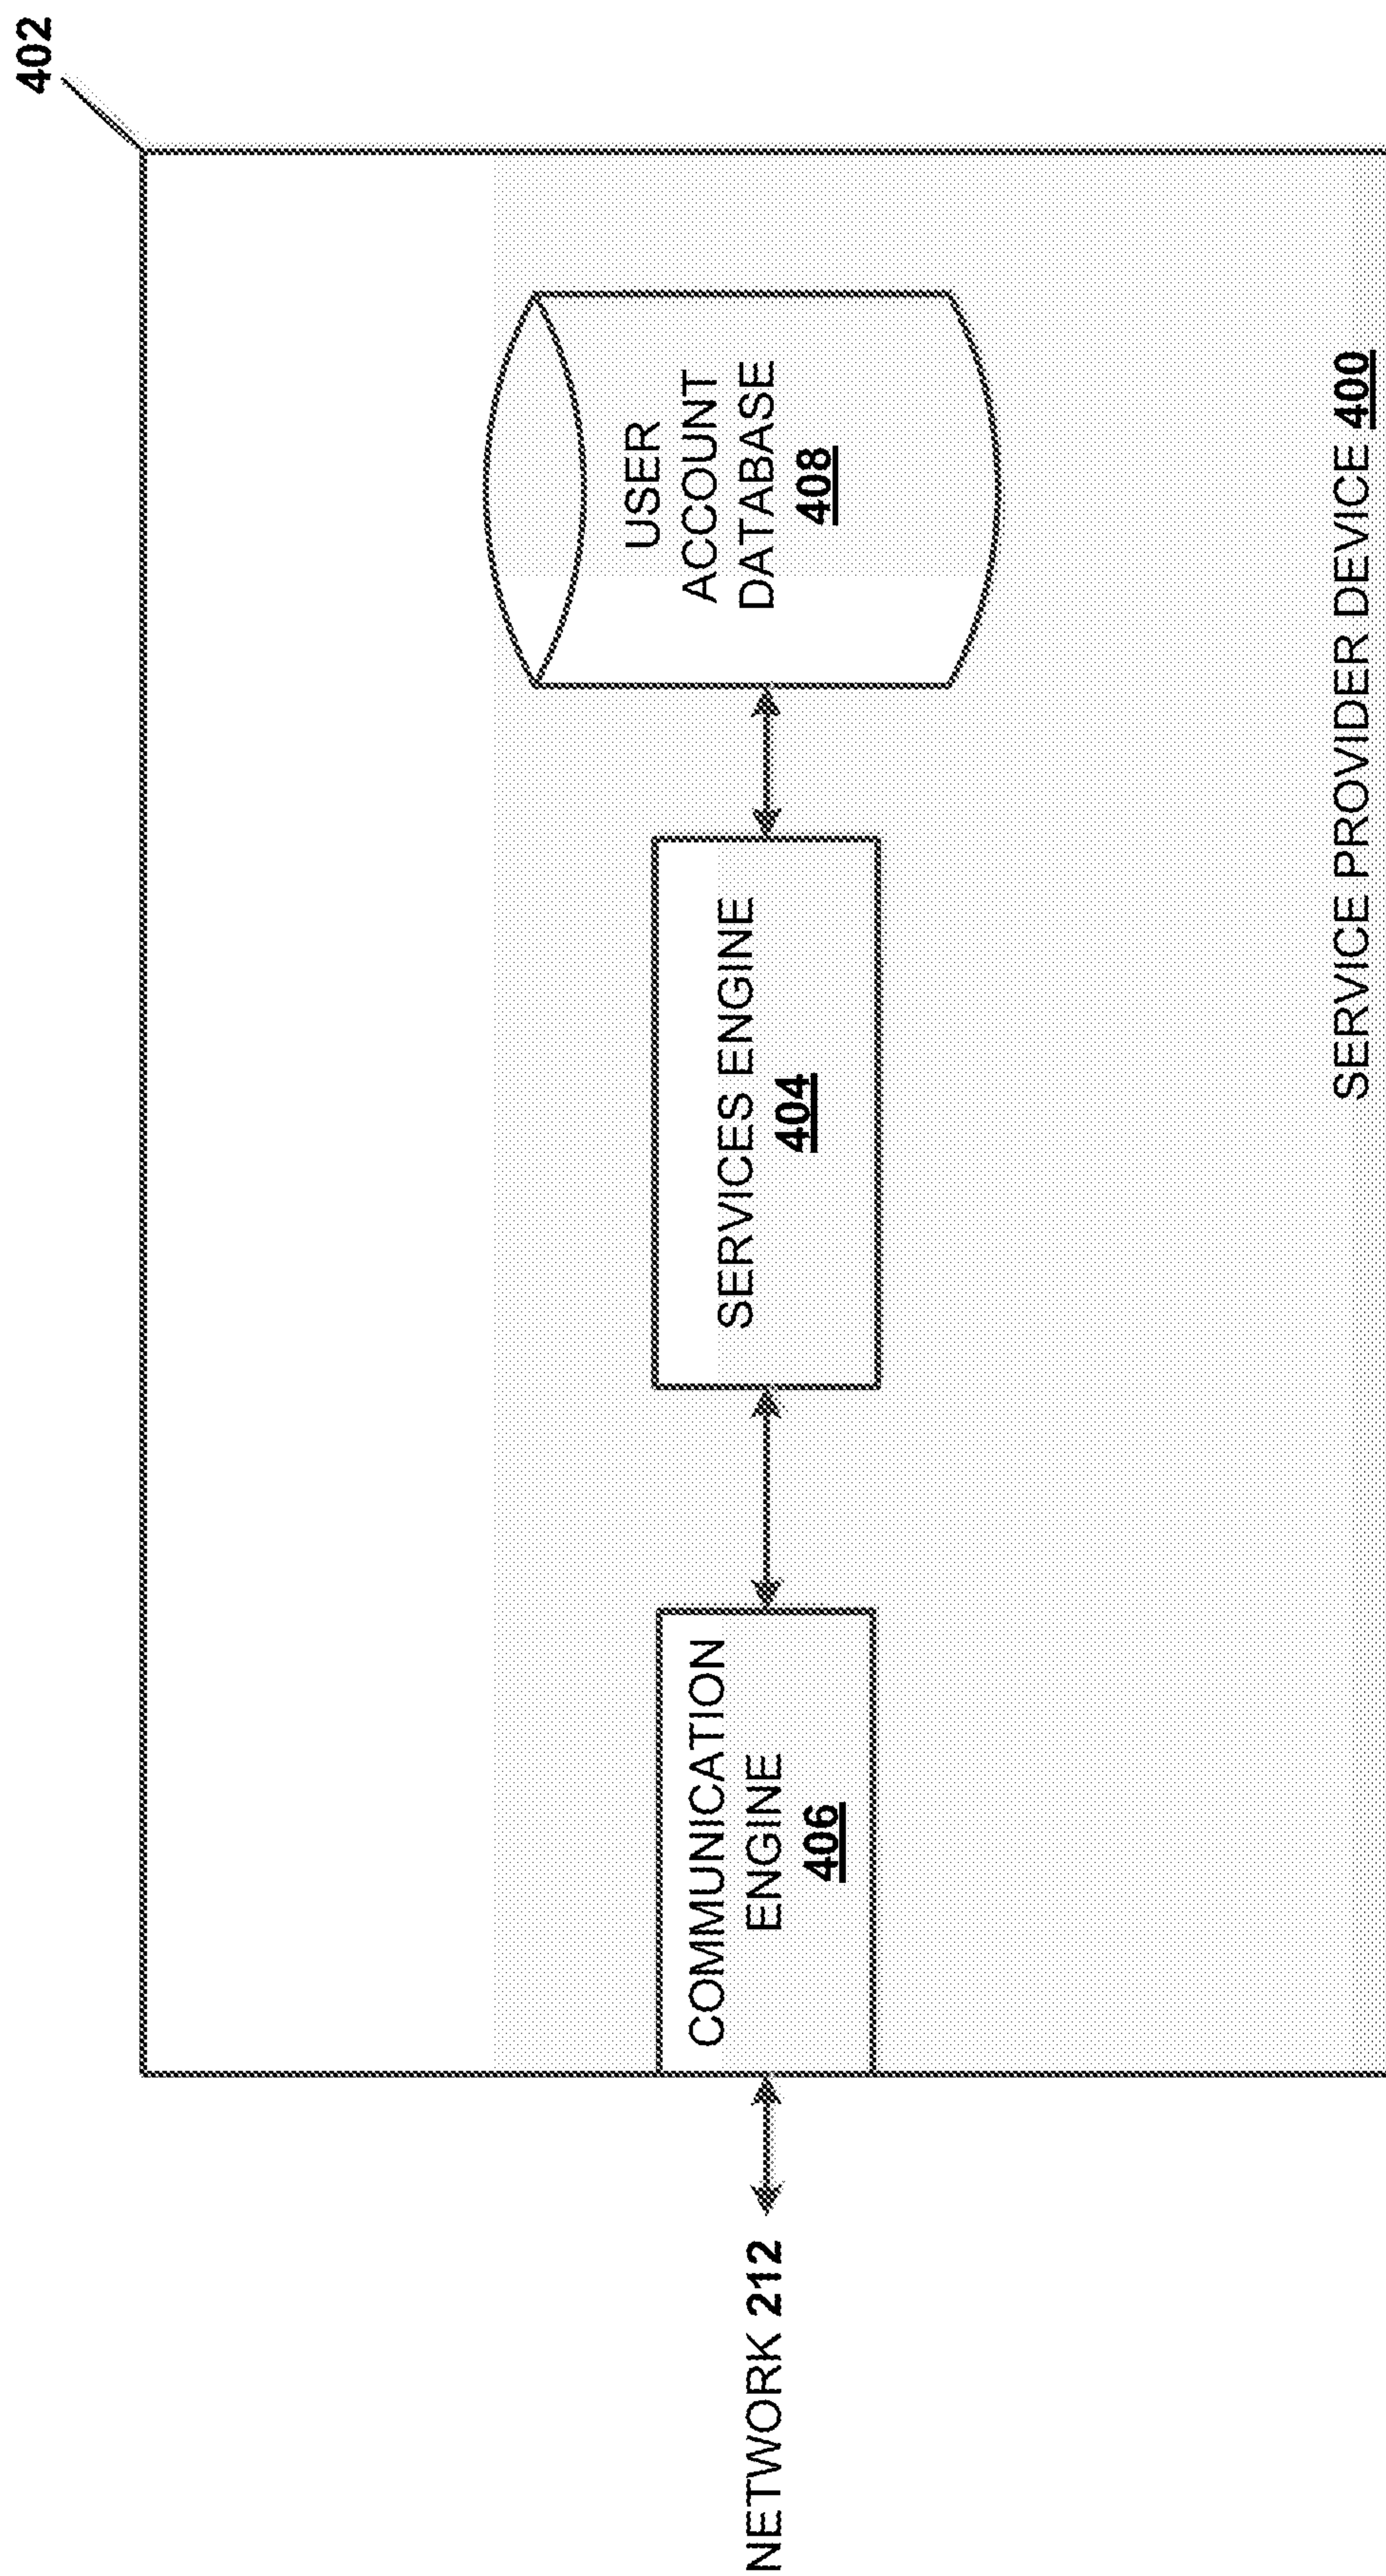 402
NETWORK 212
COMMUNICATION
ENGINE
406
SERVICES ENGINE
404
USER
ACCOUNT
DATABASE
408
SERVICE PROVIDER DEVICE 400